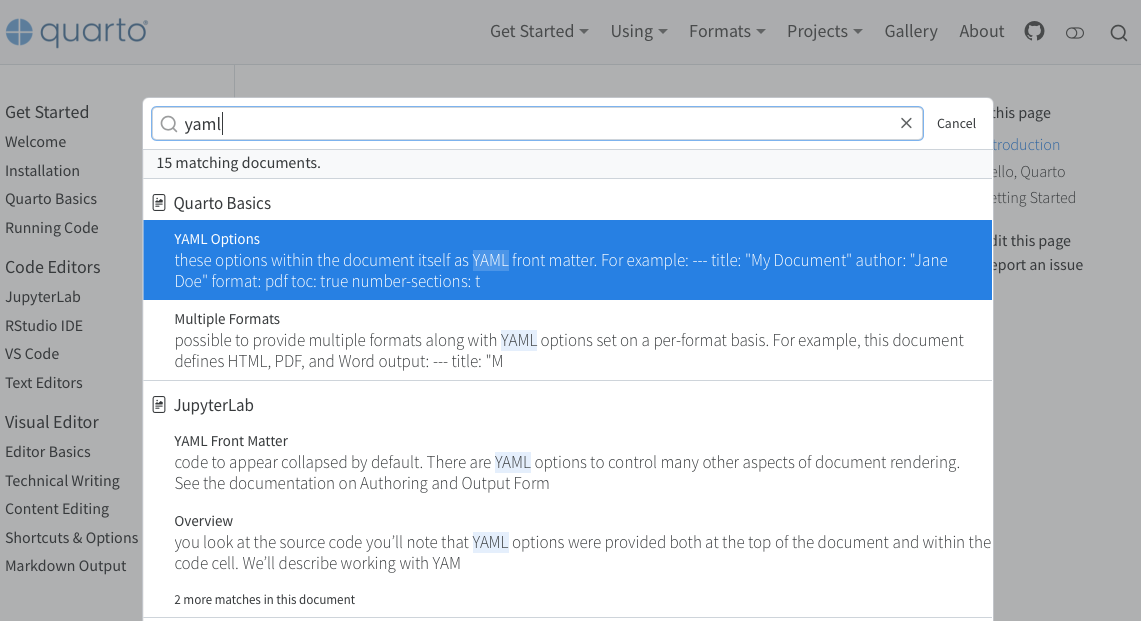 quarto
Get Started
Using
Formats
Projects
Gallery
About
Get Started
Welcome
Installation
Quarto Basics
Running Code
Code Editors
JupyterLab
RStudio IDE
VS Code
Text Editors
Visual Editor
Editor Basics
Technical Writing
Content Editing
Shortcuts & Options
Markdown Output
yaml
Cancel
15 matching documents.
Quarto Basics
YAML Options
these options within the document itself as YAML front matter. For example: --- title: "My Document" author: "Jane
Doe" format: pdf toc: true number-sections: t
Multiple Formats
possible to provide multiple formats along with YAML options set on a per-format basis. For example, this document
defines HTML, PDF, and Word output: --- title: "M
JupyterLab
YAML Front Matter
code to appear collapsed by default. There are YAML options to control many other aspects of document rendering.
See the documentation on Authoring and Output Form
Overview
you look at the source code you’ll note that YAML options were provided both at the top of the document and within the
code cell. We’ll describe working with YAM
2 more matches in this document
this page
troduction
ello, Quarto
etting Started
dit this page
eport an issue